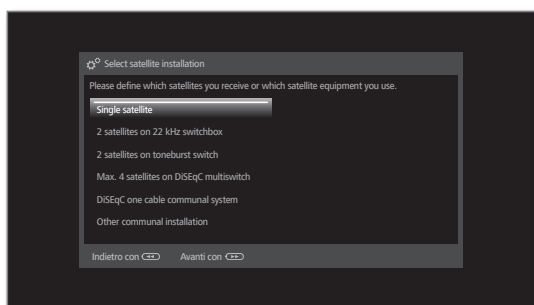 Select satellite installation
Please define which satellites you receive or which satellite equipment you use.
Single satellite
2 satellites on 22 kHz switchbox
2 satellites on toneburst switch
Max. 4 satellites on DiSEqC multiswitch
DiSEqC one cable communal system
Other communal installation
Indietro con Avanti con